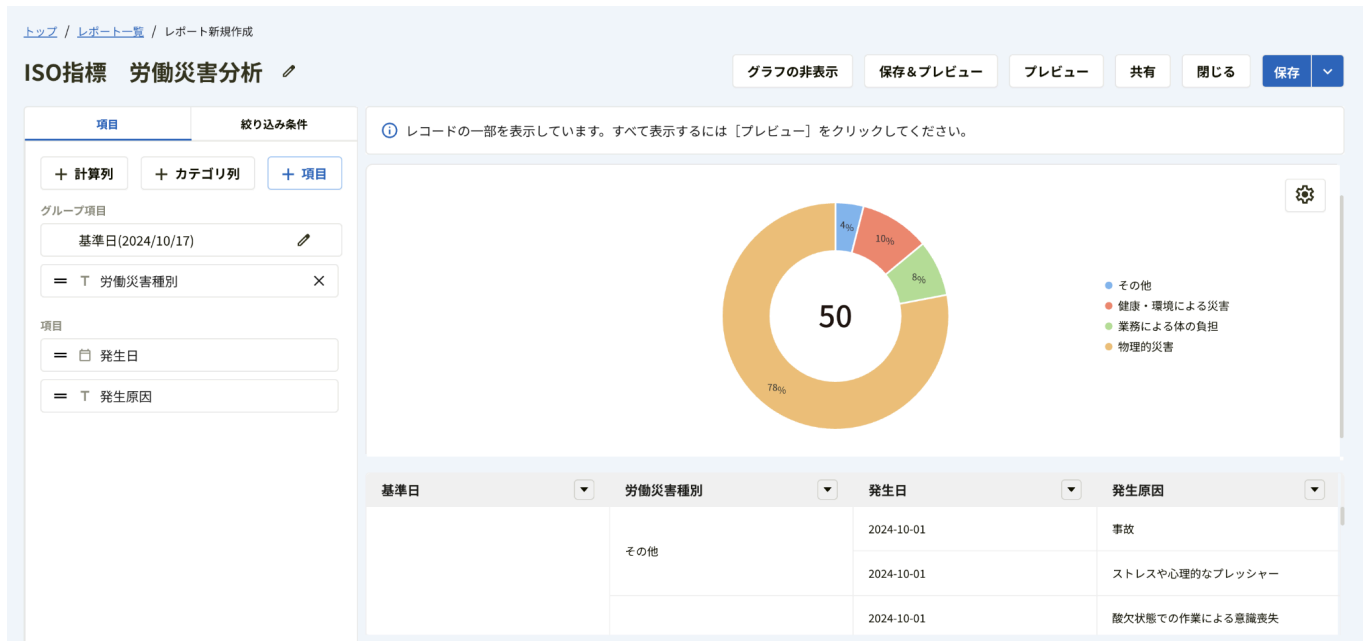 トップ / レポート一覧 / レポート新規作成
ISO指標　労働災害分析
グラフの非表示 保存＆プレビュー プレビュー 共有 閉じる 保存
項目 絞り込み条件
レコードの一部を表示しています。すべて表示するには［プレビュー］をクリックしてください。
＋ 計算列 ＋ カテゴリ列 ＋ 項目
グループ項目
基準日(2024/10/17)
T 労働災害種別
項目
発生日
T 発生原因
4%
10%
8%
78%
50
その他
健康・環境による災害
業務による体の負担
物理的災害
基準日 労働災害種別 発生日 発生原因
その他
2024-10-01 事故
2024-10-01 ストレスや心理的なプレッシャー
2024-10-01 酸欠状態での作業による意識喪失